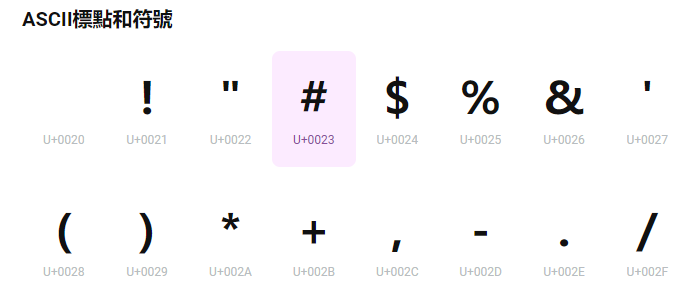 ASCII標點和符號
! " # $ % & '
U+0020 U+0021 U+0022 U+0023 U+0024 U+0025 U+0026 U+0027
( ) * + , - . /
U+0028 U+0029 U+002A U+002B U+002C U+002D U+002E U+002F